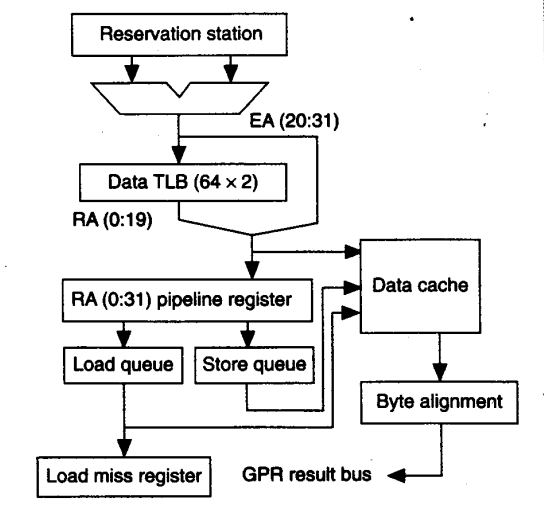 Reservation station
EA (20:31)
Data TLB (64 × 2)
RA (0:19)
Data cache
RA (0:31) pipeline register
Load queue
Store queue
Byte alignment
Load miss register
GPR result bus